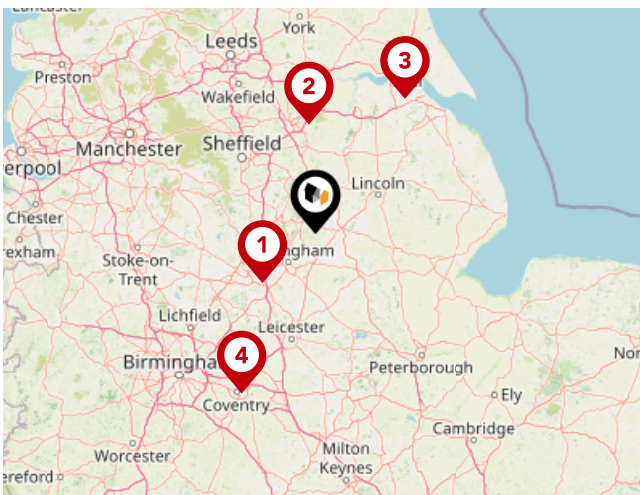 Lancaster
York
Leeds
3
Preston
2
Wakefield
Manchester
Sheffield
erpool
Lincoln
Chester
1
ngham
rexham
Stoke-on-
Trent
Lichfield
Leicester
Birmingha
4
Peterborough
Nor
Ely
Coventry
Cambridge
Worcester
Milton
Keynes
ereford